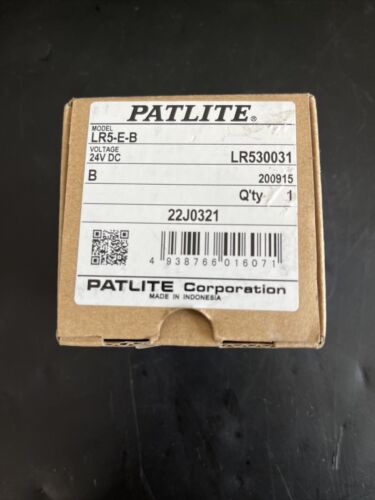 PATLITE®
MODEL
LR5-E-B
VOLTAGE
24V DC
LR530031
B
200915
Q'ty 1
22J0321
4 938766 016071
PATLITE Corporation
MADE IN INDONESIA